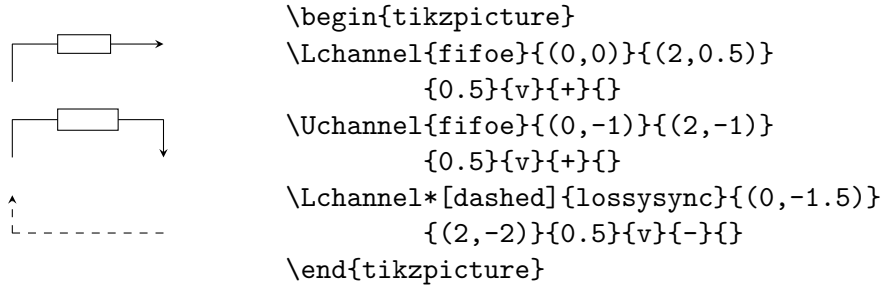 \begin{tikzpicture}
\Lchannel{fifoe}{(0,0)}{(2,0.5)}
{0.5}{v}{+}{}
\Uchannel{fifoe}{(0,-1)}{(2,-1)}
{0.5}{v}{+}{}
\Lchannel*[dashed]{lossysync}{(0,-1.5)}
{(2,-2)}{0.5}{v}{-}{}
\end{tikzpicture}